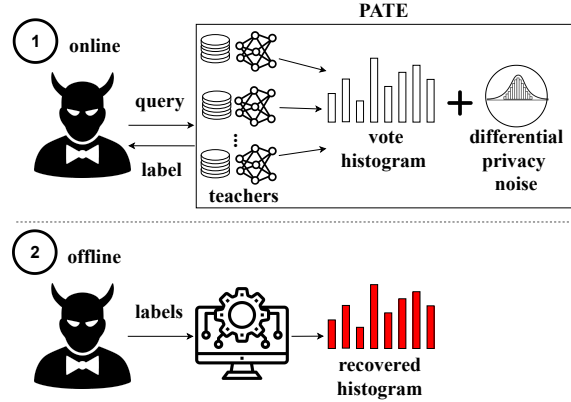 PATE
1
online
query
label
...
teachers
vote
histogram
+
differential
privacy
noise
2
offline
labels
recovered
histogram